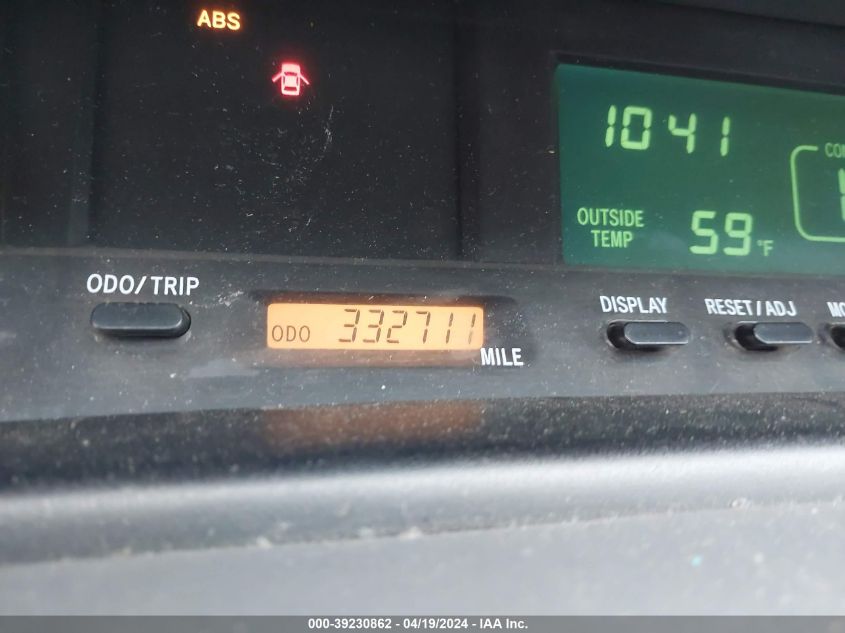 ABS
10 41
COM
OUTSIDE
TEMP
59 °F
ODO/TRIP
DISPLAY
RESET/ADJ
ODO 332711
MILE
000-39230862 - 04/19/2024 - IAA Inc.